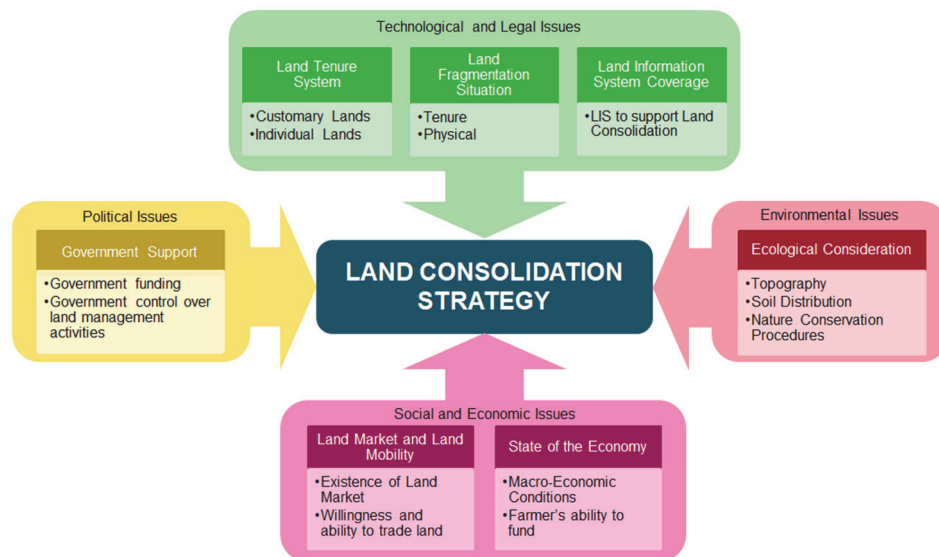 Technological and Legal Issues
Land Tenure
System
•Customary Lands
•Individual Lands
Land
Fragmentation
Situation
•Tenure
•Physical
Land Information
System Coverage
•LIS to support Land
Consolidation
Political Issues
Government Support
•Government funding
•Government control over
land management
activities
LAND CONSOLIDATION
STRATEGY
Environmental Issues
Ecological Consideration
•Topography
•Soil Distribution
•Nature Conservation
Procedures
Social and Economic Issues
Land Market and Land
Mobility
•Existence of Land
Market
•Willingness and
ability to trade land
State of the Economy
•Macro-Economic
Conditions
•Farmer's ability to
fund